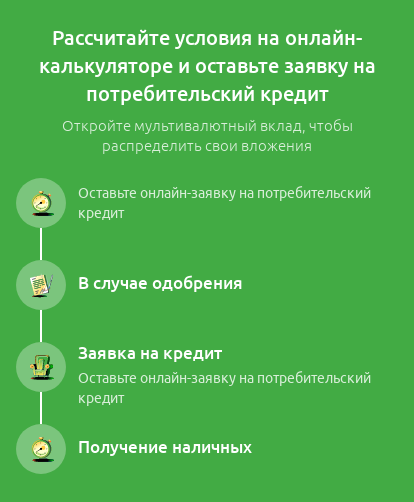 Рассчитайте условия на онлайн-
калькуляторе и оставьте заявку на
потребительский кредит
Откройте мультивалютный вклад, чтобы
распределить свои вложения
Оставьте онлайн-заявку на потребительский
кредит
В случае одобрения
Заявка на кредит
Оставьте онлайн-заявку на потребительский
кредит
Получение наличных